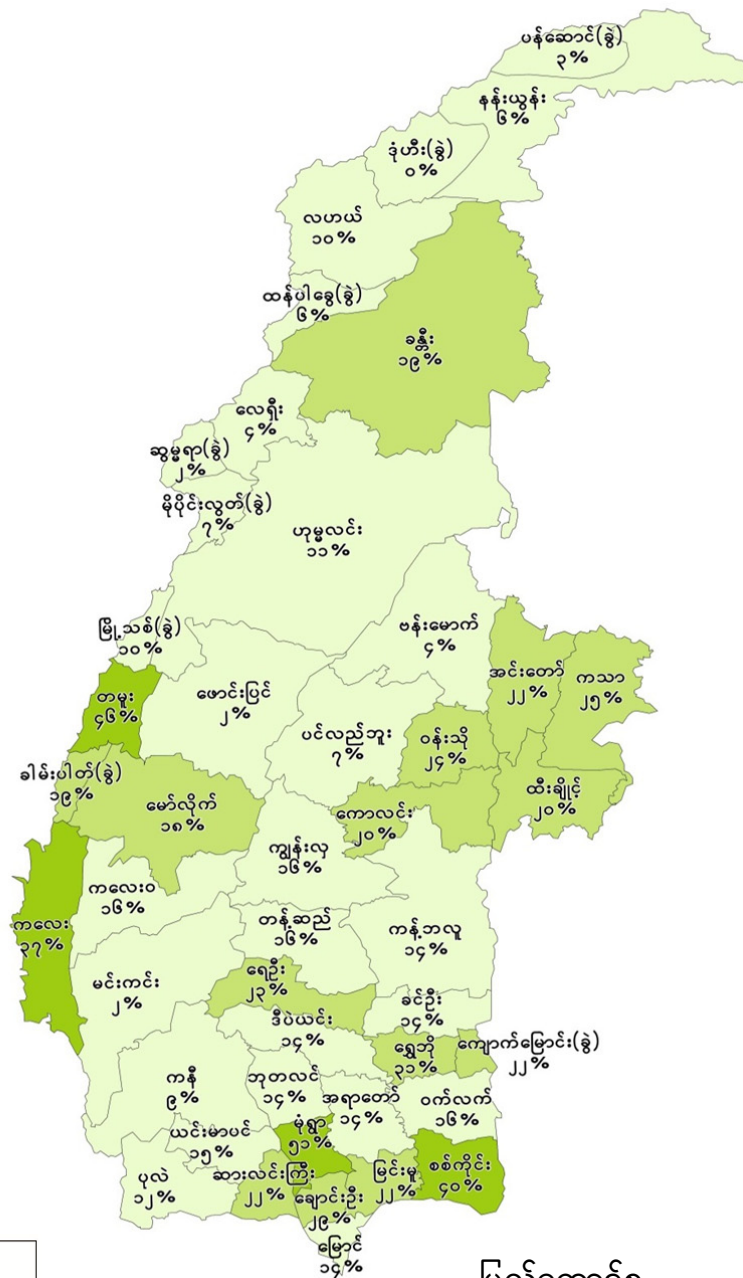 ပန်ဆောင်(ခွဲ)
၃%
နန်းယွန်း
၆%
ဒုံဟီး(ခွဲ)
၀%
လဟယ်
၁၀%
ထန်ပါခွေ(ခွဲ)
၆%
ခန္တီး
၁၉%
လေရှီး
၄%
ဆွမ္မရာ(ခွဲ)
၂%
မိုပိုင်းလွတ်(ခွဲ)
၇%
ဟုမ္မလင်း
၁၁%
မြို့သစ်(ခွဲ)
၁၀%
ဗန်းမောက်
၄%
အင်းတော်
၂၂%
ကသာ
၂၅%
တမူး
၄၆%
ဖောင်းပြင်
၂%
ပင်လည်ဘူး
၇%
ဝန်းသို
၂၄%
ခါမ်းပါတ်(ခွဲ)
၁၉%
မော်လိုက်
၁၈%
ကောလင်း
၂၀%
ထီးချိုင့်
၂၀%
ကျွန်းလှ
၁၆%
ကလေးဝ
၁၆%
ကလေး
၃၇%
တန့်ဆည်
၁၆%
ကန့်ဘလူ
၁၄%
မင်းကင်း
၂%
ရေဦး
၂၃%
ခင်ဦး
၁၄%
ဒီပဲယင်း
၁၄%
ရွှေဘို
၃၁%
ကျောက်မြောင်း(ခွဲ)
၂၂%
ကနီ
၉%
ဘုတလင်
၁၄%
အရာတော်
၁၄%
ဝက်လက်
၁၆%
ယင်းမာပင်
၁၅%
မုံရွာ
၅၁%
ပုလဲ
၁၂%
ဆားလင်းကြီး
၂၂%
ချောင်းဦး
၂၉%
မြင်းမူ
၂၂%
စစ်ကိုင်း
၄၀%
မြောင်
၁၄%